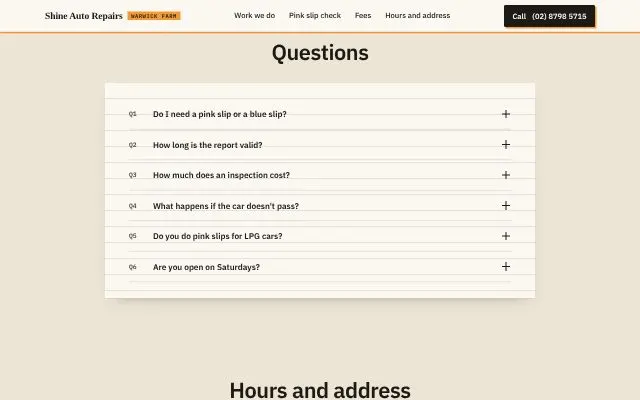 Shine Auto Repairs WARWICK FARM Work we do Pink slip check Fees Hours and address Call (02) 8798 5715
Questions
Q1 Do I need a pink slip or a blue slip?
Q2 How long is the report valid?
Q3 How much does an inspection cost?
Q4 What happens if the car doesn't pass?
Q5 Do you do pink slips for LPG cars?
Q6 Are you open on Saturdays?
Hours and address